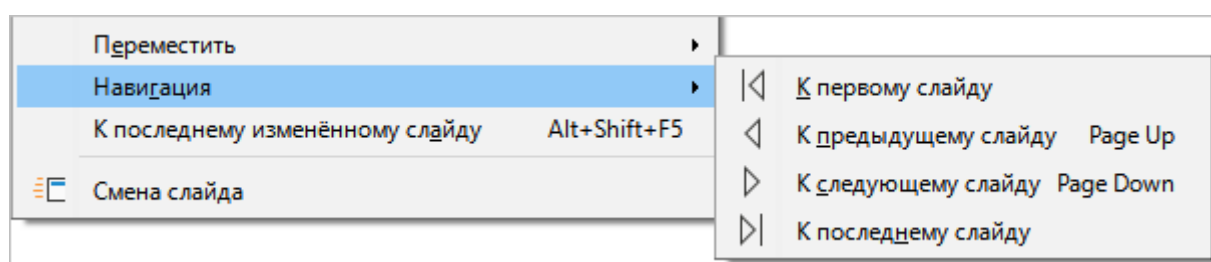 Переместить
Навигация
К последнему изменённому слайду Alt+Shift+F5
Смена слайда
К первому слайду
К предыдущему слайду Page Up
К следующему слайду Page Down
К последнему слайду